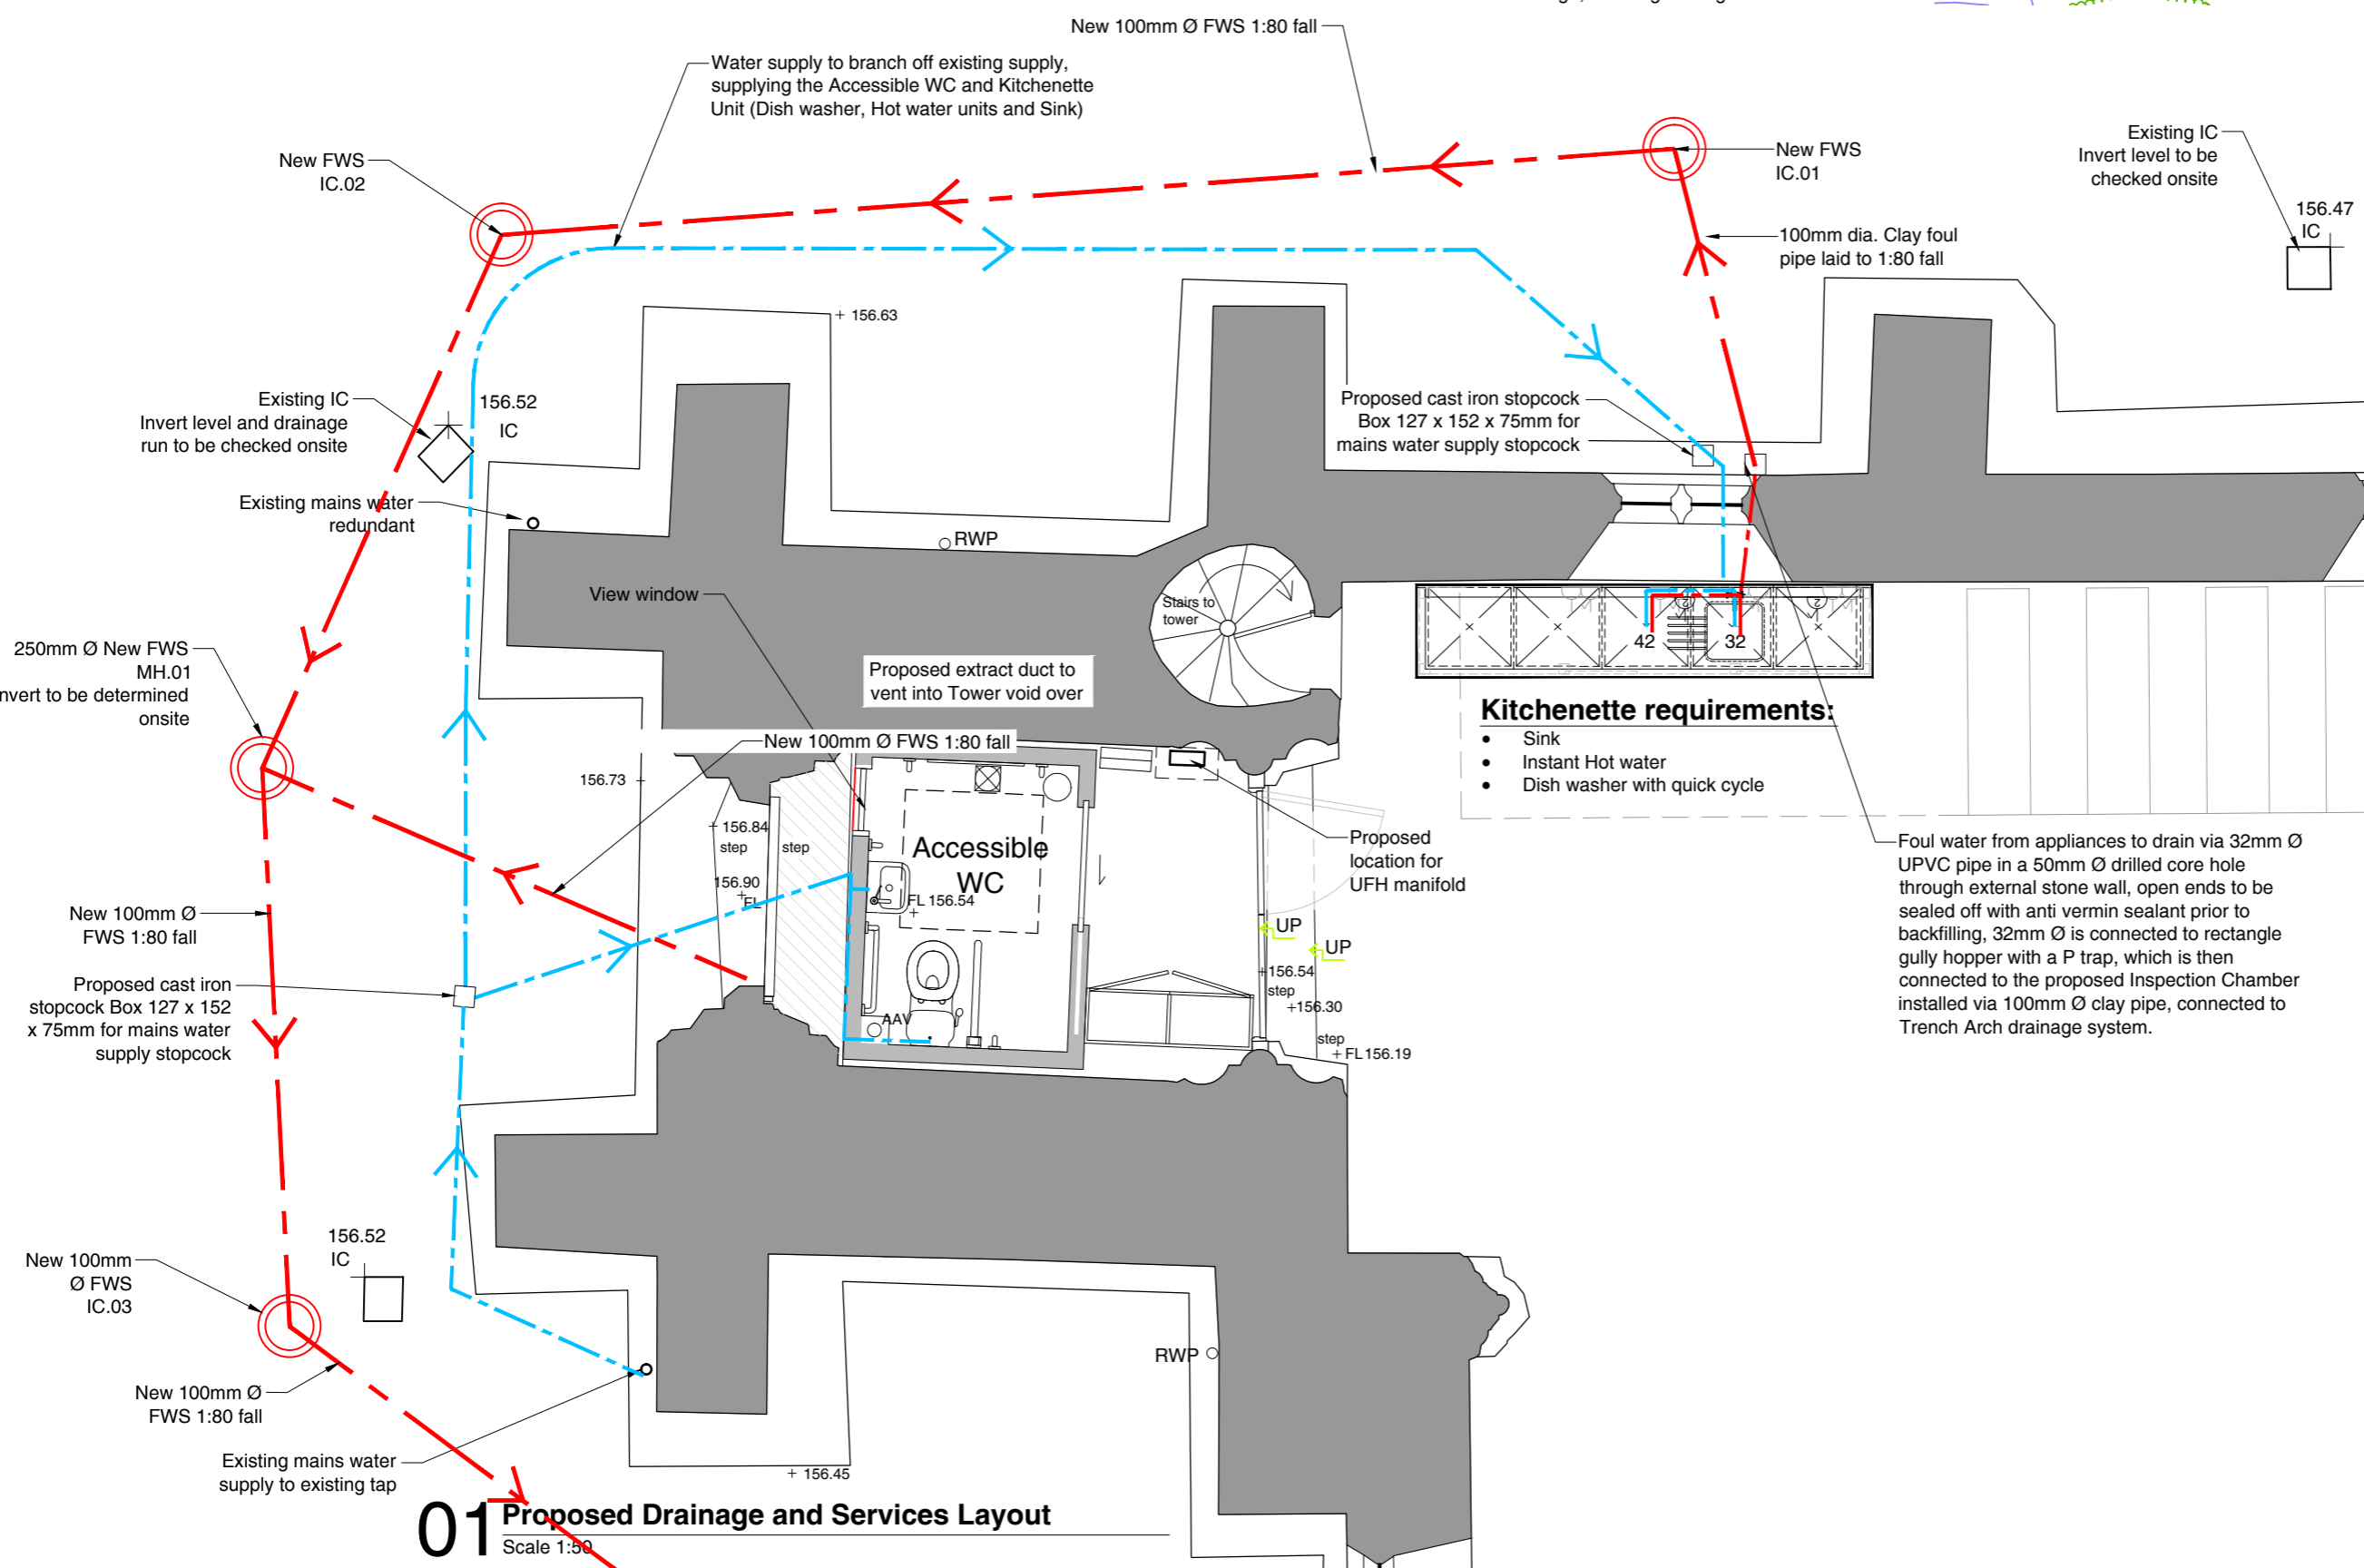 New 100mm Ø FWS 1:80 fall
Water supply to branch off existing supply,
supplying the Accessible WC and Kitchenette
Unit (Dish washer, Hot water units and Sink)
New FWS
IC.02
New FWS
IC.01
Existing IC
Invert level to be
checked onsite
156.47
IC
100mm dia. Clay foul
pipe laid to 1:80 fall
156.63
Existing IC
Invert level and drainage
run to be checked onsite
156.52
IC
Proposed cast iron stopcock
Box 127 x 152 x 75mm for
mains water supply stopcock
Existing mains water
redundant
RWP
View window
Stairs to
tower
42
32
2
2
250mm Ø New FWS
MH.01
nvert to be determined
onsite
Proposed extract duct to
vent into Tower void over
Kitchenette requirements:
• Sink
• Instant Hot water
• Dish washer with quick cycle
New 100mm Ø FWS 1:80 fall
156.73
156.84
step
step
Accessible
WC
156.90
FL
FL 156.54
Proposed
location for
UFH manifold
Foul water from appliances to drain via 32mm Ø
UPVC pipe in a 50mm Ø drilled core hole
through external stone wall, open ends to be
sealed off with anti vermin sealant prior to
backfilling, 32mm Ø is connected to rectangle
gully hopper with a P trap, which is then
connected to the proposed Inspection Chamber
installed via 100mm Ø clay pipe, connected to
Trench Arch drainage system.
New 100mm Ø
FWS 1:80 fall
UP
UP
156.54
step
156.30
step
FL 156.19
AAV
Proposed cast iron
stopcock Box 127 x 152
x 75mm for mains water
supply stopcock
156.52
IC
New 100mm
Ø FWS
IC.03
RWP
New 100mm Ø
FWS 1:80 fall
Existing mains water
supply to existing tap
156.45
01 Proposed Drainage and Services Layout
Scale 1:50